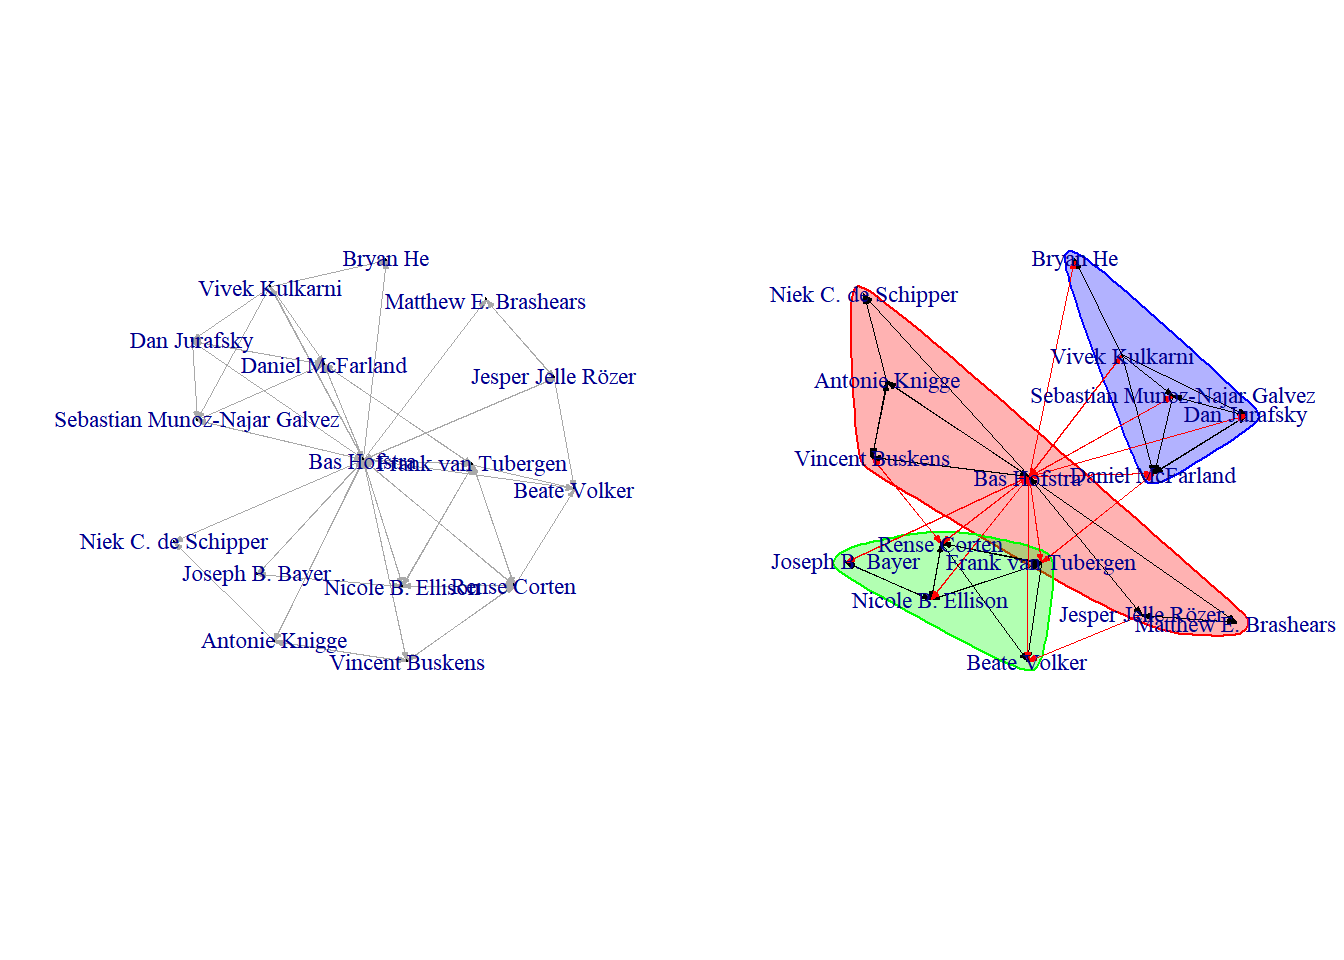 Bryan He
Vivek Kulkarni
Matthew E. Brashears
Dan Jurafsky
Daniel McFarland
Jesper Jelle Rözer
Sebastian Munoz-Najar Galvez
Bas Hofstra
Frank van Tubergen
Beate Volker
Niek C. de Schipper
Joseph B. Bayer
Nicole B. Ellison
Rense Corten
Antonie Knigge
Vincent Buskens
Bryan He
Niek C. de Schipper
Vivek Kulkarni
Antonie Knigge
Sebastian Munoz-Najar Galvez
Dan Jurafsky
Vincent Buskens
Bas Hofstra
Daniel McFarland
Rense Corten
Joseph B. Bayer
Frank van Tubergen
Nicole B. Ellison
Jesper Jelle Rözer
Matthew E. Brashears
Beate Volker